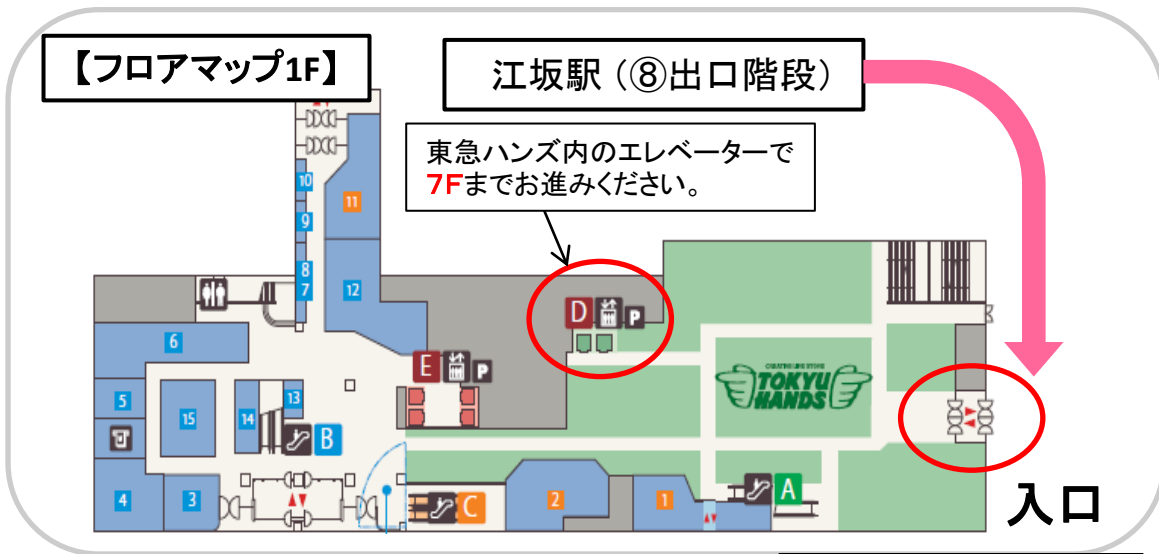 【フロアマップ1F】
江坂駅（⑧出口階段）
東急ハンズ内のエレベーターで
7Fまでお進みください。
10
11
9
8
7
12
D
P
6
E
P
CREATIVE LIFE STORE
TOKYU
HANDS
5
15
14
13
B
4
3
C
2
1
A
入口